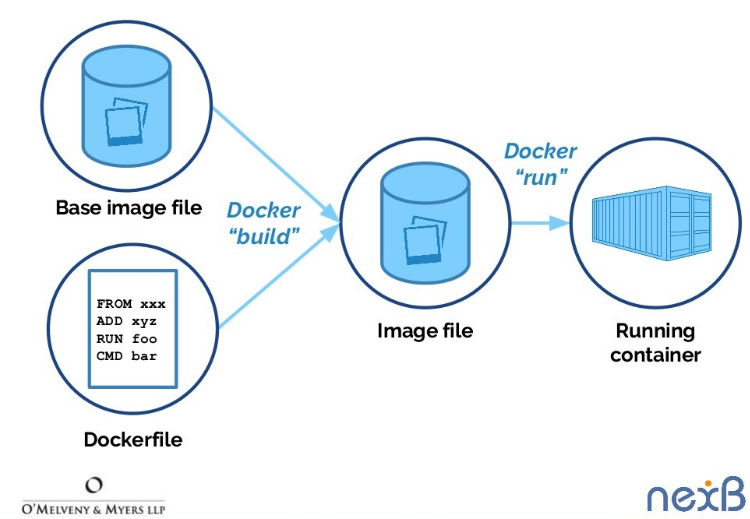 Base image file
Docker
“build”
FROM xxx
ADD xyz
RUN foo
CMD bar
Dockerfile
Image file
Docker
“run”
Running
container
O'MELVENY & MYERS LLP
nexB